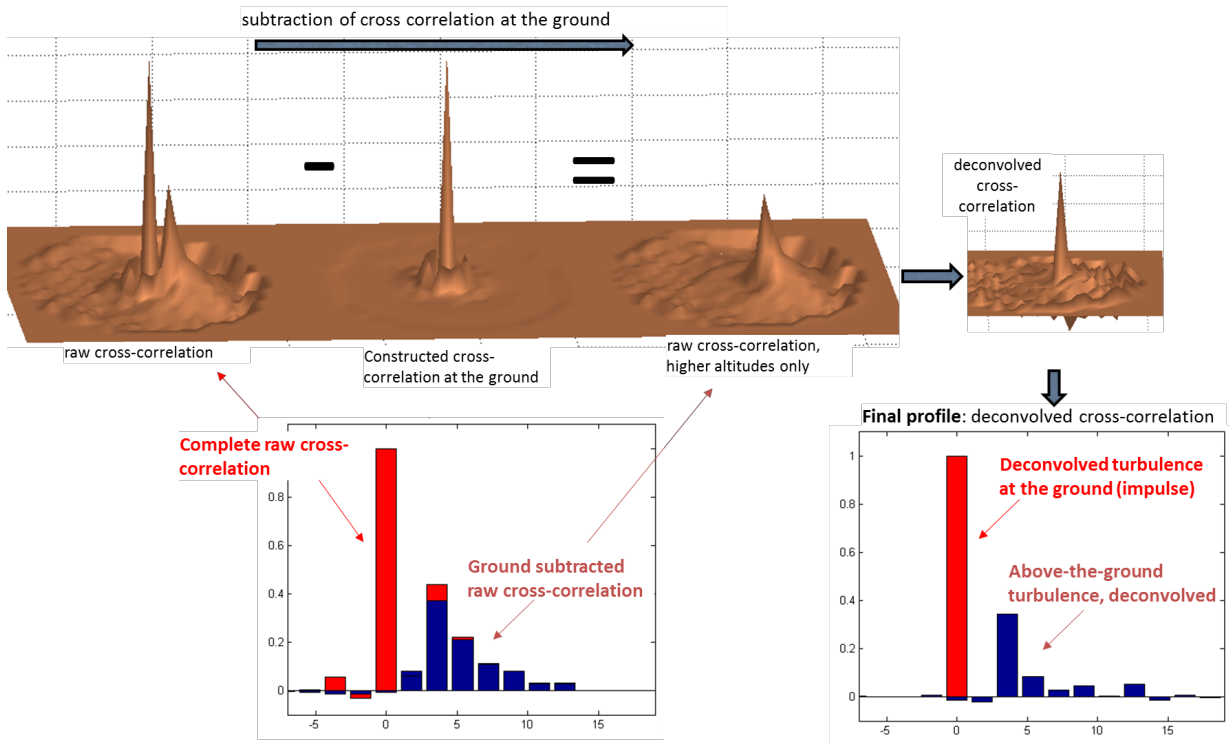 subtraction of cross correlation at the ground
deconvolved
cross-
correlation
raw cross-correlation
Constructed cross-
correlation at the ground
raw cross-correlation,
higher altitudes only
Complete raw cross-
correlation
Ground subtracted
raw cross-correlation
0.8
0.6
0.4
0.2
0
-5
0
5
10
15
Final profile: deconvolved cross-correlation
Deconvolved turbulence
at the ground (impulse)
Above-the-ground
turbulence, deconvolved
1
0.8
0.6
0.4
0.2
0
-5
0
5
10
15